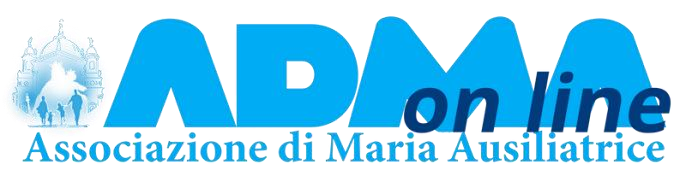 ADMA
on line
Associazione di Maria Ausiliatrice